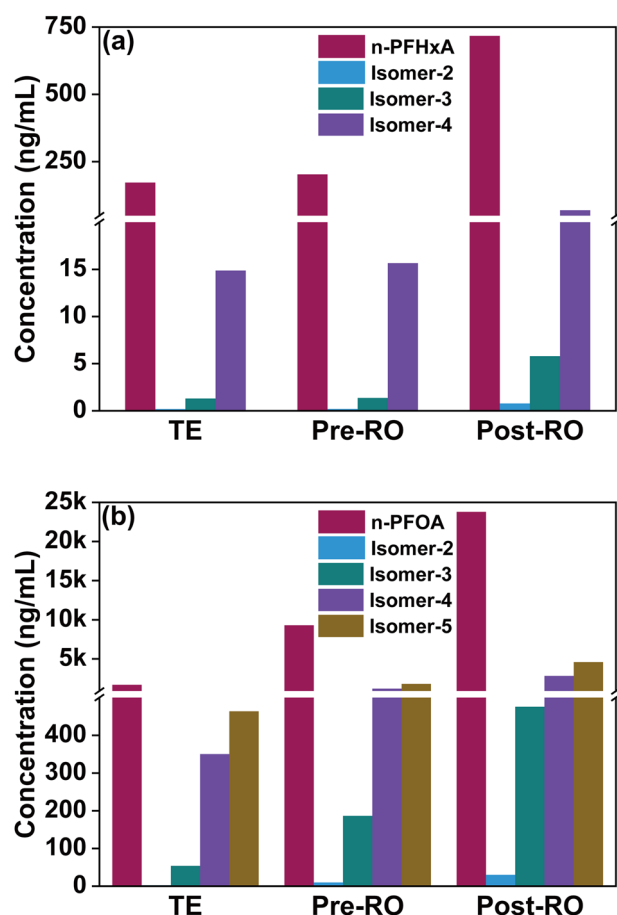 (a)
n-PFHxA
Isomer-2
Isomer-3
Isomer-4
Concentration (ng/mL)
750
500
250
15
10
5
0
TE Pre-RO Post-RO
(b)
n-PFOA
Isomer-2
Isomer-3
Isomer-4
Isomer-5
Concentration (ng/mL)
25k
20k
15k
10k
5k
400
300
200
100
0
TE Pre-RO Post-RO